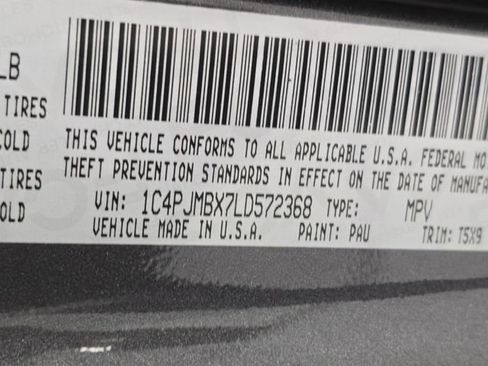 LB
TIRES
COLD
THIS VEHICLE CONFORMS TO ALL APPLICABLE U.S.A. FEDERAL MO
TIRES
THEFT PREVENTION STANDARDS IN EFFECT ON THE DATE OF MANUFA
COLD
VIN: 1C4PJMBX7LD572368 TYPE: MPV
VEHICLE MADE IN U.S.A. PAINT: PAU TRIM: T5X9